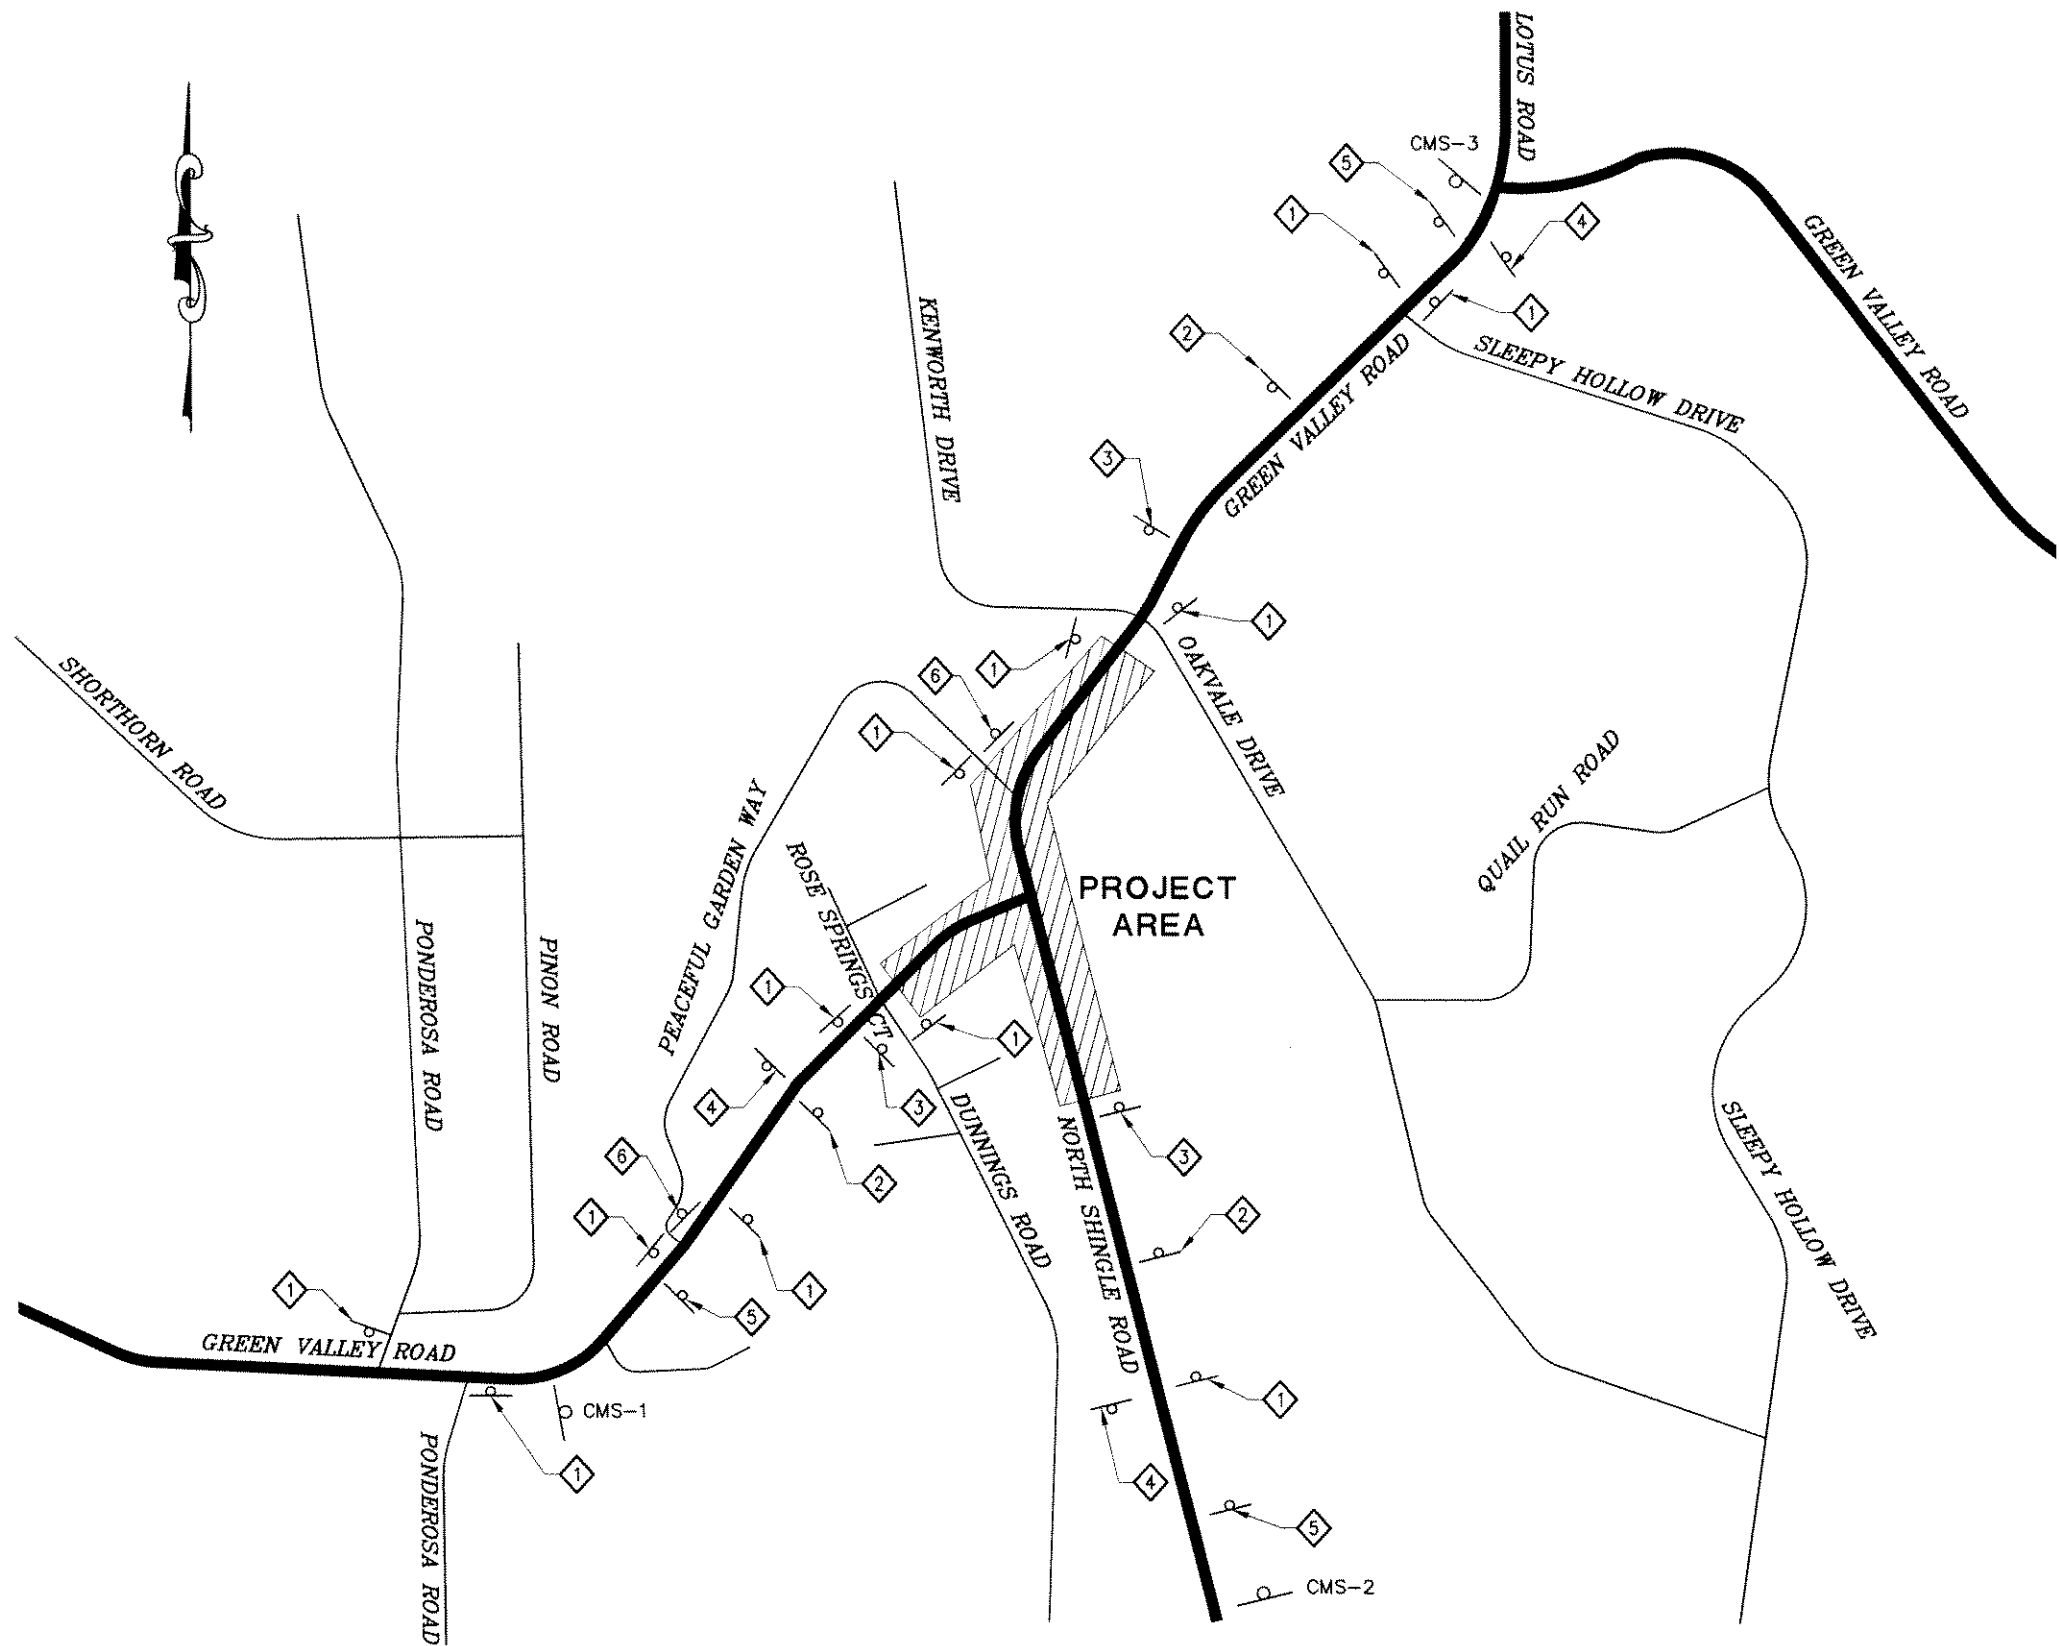 LOTUS ROAD
CMS-3
5
1
4
GREEN VALLEY ROAD
1
2
SLEEPY HOLLOW DRIVE
KENWORTH DRIVE
GREEN VALLEY ROAD
3
1
OAKVALE DRIVE
1
6
1
SHORTHORN ROAD
QUAIL RUN ROAD
PEACEFUL GARDEN WAY
ROSE SPRINGS CT
PROJECT
AREA
PONDEROSA ROAD
PINON ROAD
1
1
4
3
DUNNINGS ROAD
NORTH SHINGLE ROAD
3
SLEEPY HOLLOW DRIVE
6
2
1
2
1
1
5
GREEN VALLEY ROAD
CMS-1
1
1
4
5
PONDEROSA ROAD
CMS-2